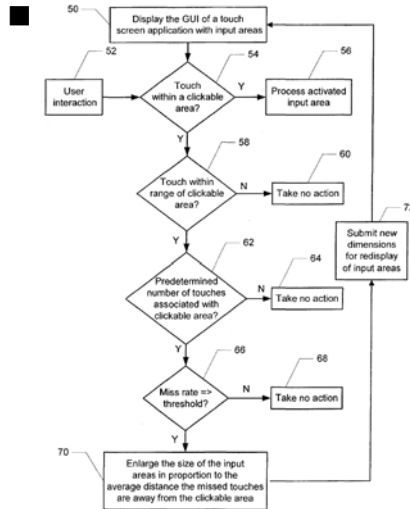 50
Display the GUI of a touch
screen application with input areas
52
54
56
User
interaction
Touch
within a clickable
area?
Y
Process activated
input area
Y
58
60
Touch within
range of clickable
area?
N
Take no action
Y
62
64
Predetermined
number of touches
associated with
clickable area?
N
Take no action
Submit new
dimensions
for redisplay
of input areas
Y
66
68
Miss rate =>
threshold?
N
Take no action
Y
70
Enlarge the size of the input
areas in proportion to the
average distance the missed touches
are away from the clickable area